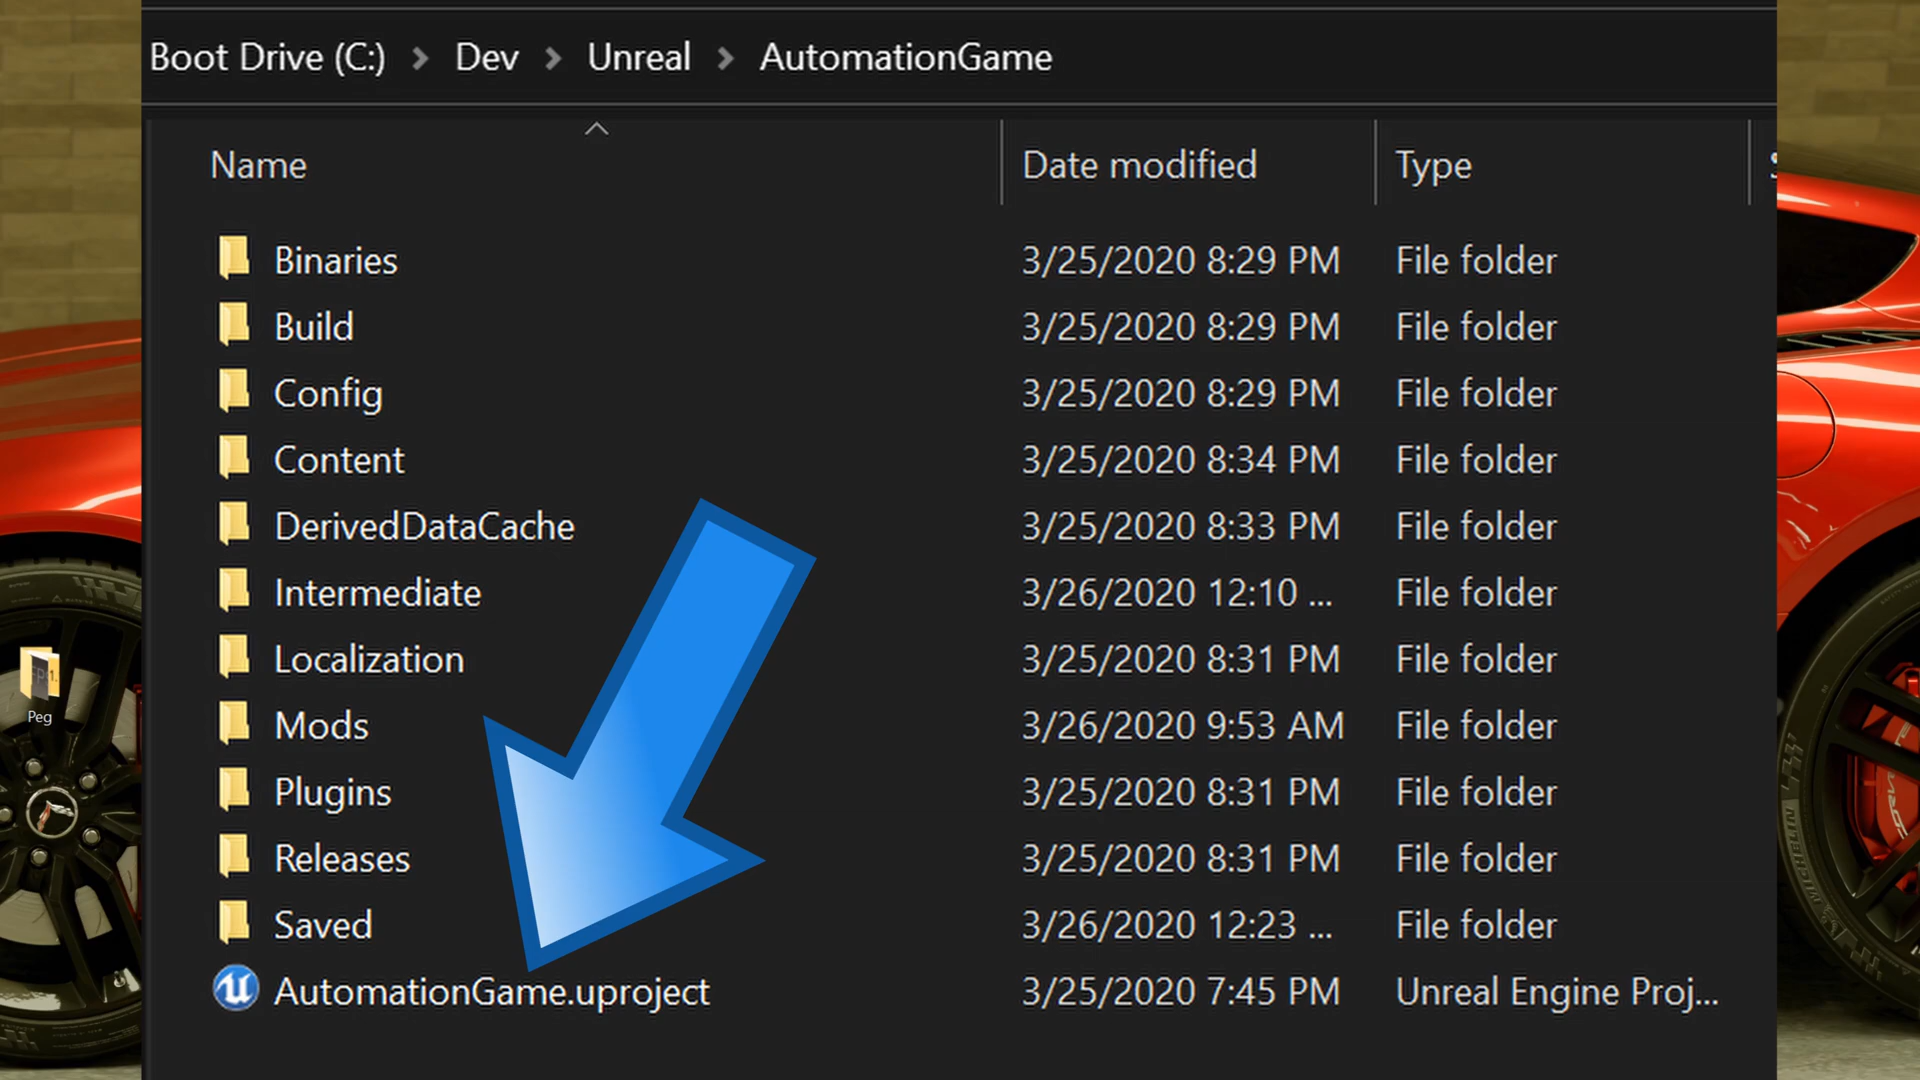 Boot Drive (C:) > Dev > Unreal > AutomationGame
Name Date modified Type
Binaries 3/25/2020 8:29 PM File folder
Build 3/25/2020 8:29 PM File folder
Config 3/25/2020 8:29 PM File folder
Content 3/25/2020 8:34 PM File folder
DerivedDataCache 3/25/2020 8:33 PM File folder
Intermediate 3/26/2020 12:10 ... File folder
Localization 3/25/2020 8:31 PM File folder
Mods 3/26/2020 9:53 AM File folder
Plugins 3/25/2020 8:31 PM File folder
Releases 3/25/2020 8:31 PM File folder
Saved 3/26/2020 12:23 ... File folder
AutomationGame.uproject 3/25/2020 7:45 PM Unreal Engine Proj...
Peg
MICHELIN